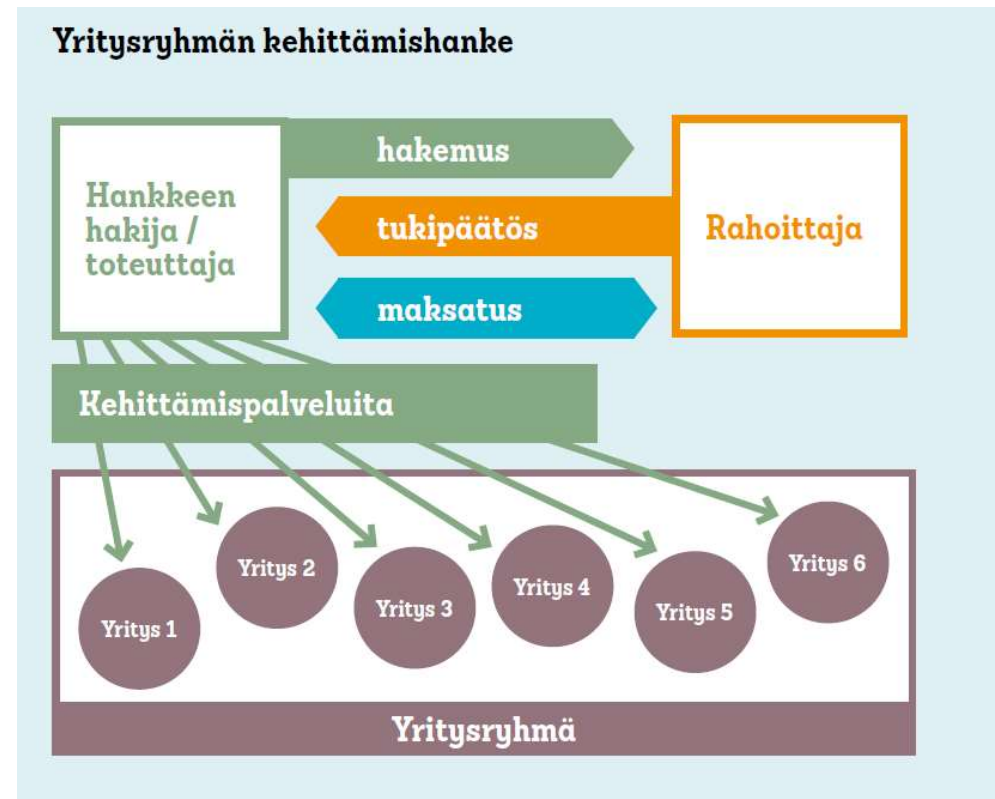 Yritysryhmän kehittämishanke
hakemus
Hankkeen
hakija /
toteuttaja
tukipäätös
Rahoittaja
maksatus
Kehittämispalveluita
Yritys 1
Yritys 2
Yritys 3
Yritys 4
Yritys 5
Yritys 6
Yritysryhmä